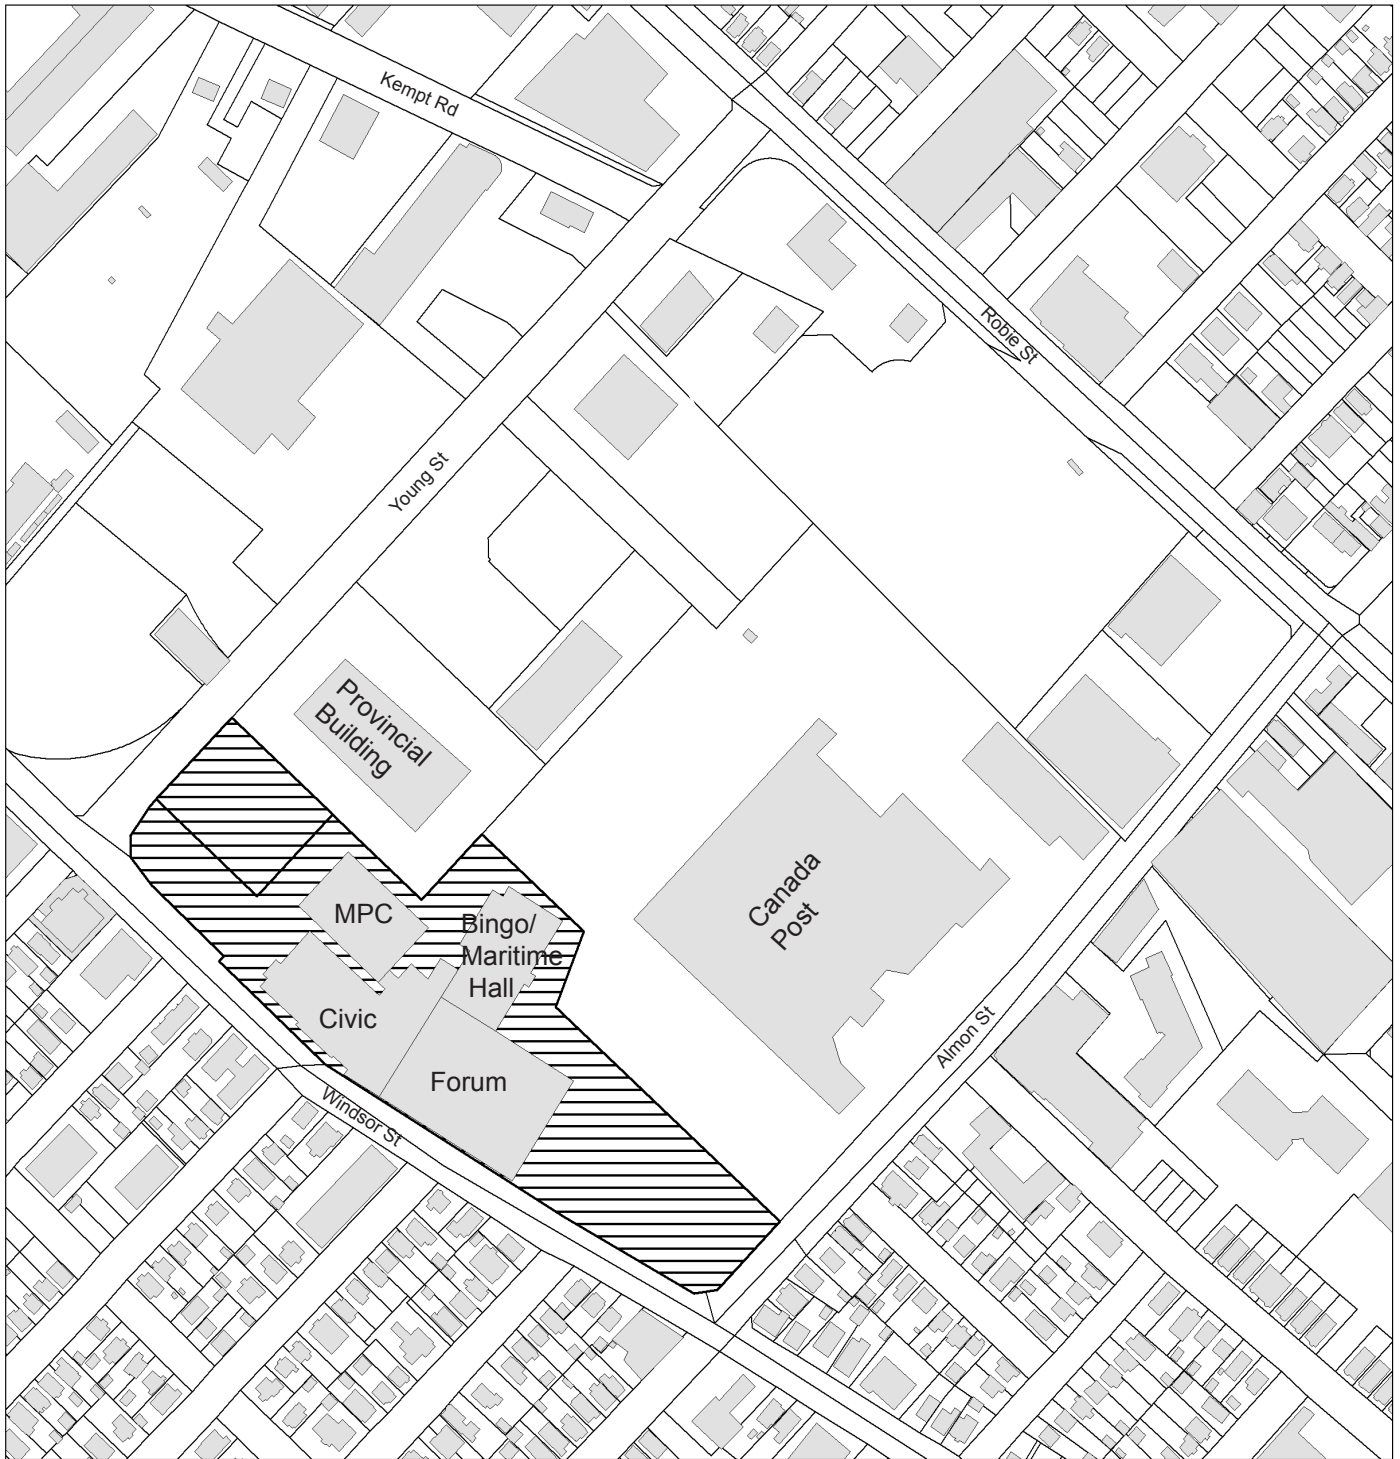 Kempt Rd
Robie St
Young St
Provincial
Building
Canada
Post
MPC
Bingo/
Maritime
Hall
Civic
Forum
Almon St
Windsor St